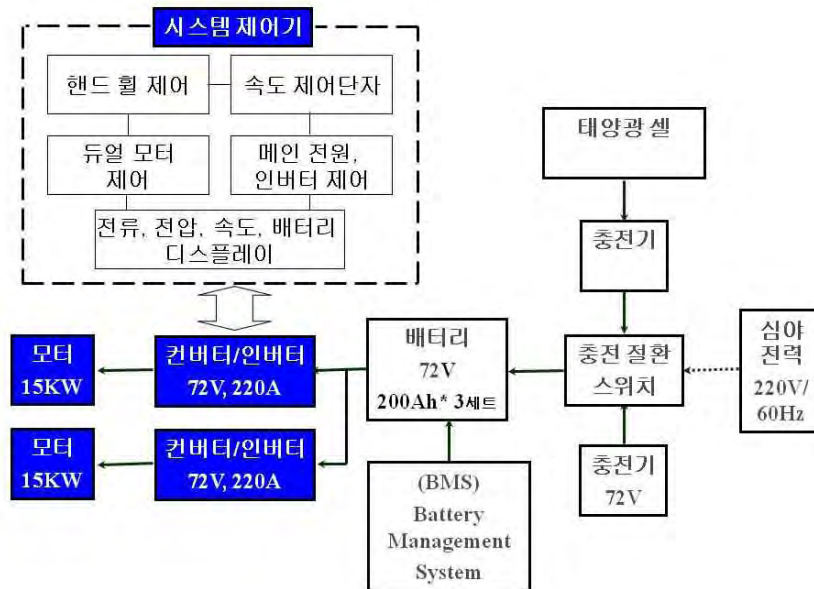 시스템 제어기
핸드 휠 제어
속도 제어단자
듀얼 모터
제어
메인 전원,
인버터 제어
전류, 전압, 속도, 배터리
디스플레이
태양광 셀
충전기
모터
15KW
컨버터/인버터
72V, 220A
배터리
72V
200Ah* 3세트
충전 질환
스위치
심야
전력
220V/
60Hz
모터
15KW
컨버터/인버터
72V, 220A
(BMS)
Battery
Management
System
충전기
72V